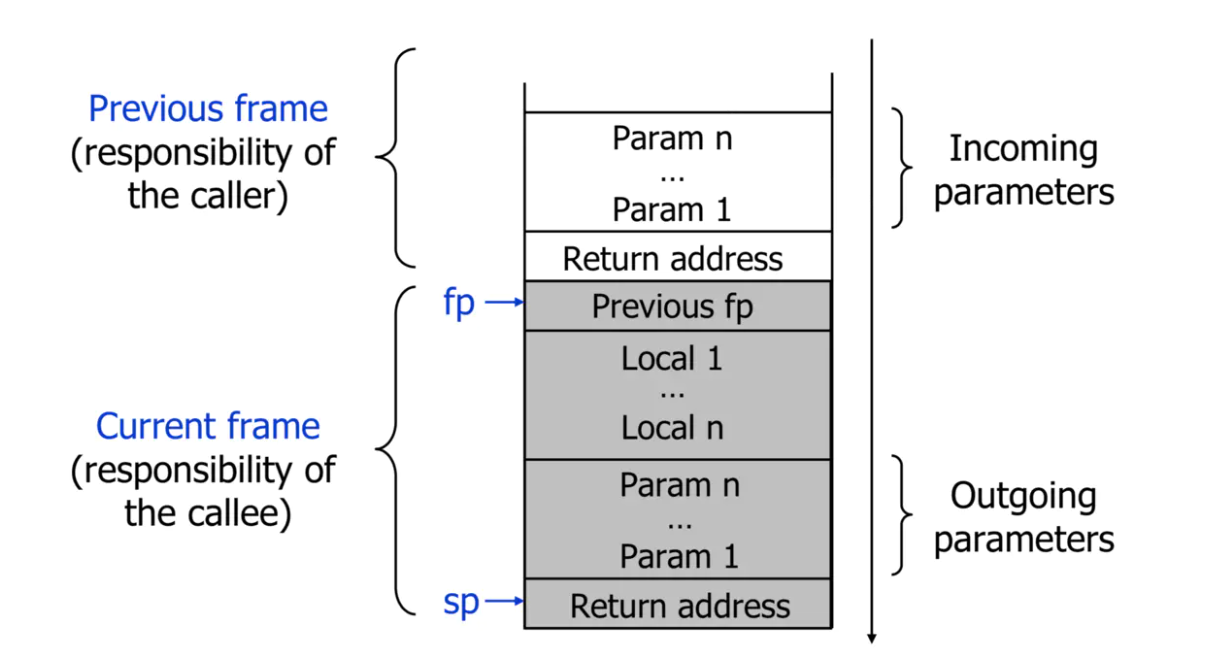 Previous frame
(responsibility of
the caller)
Param n
...
Param 1
Incoming
parameters
Return address
fp
Previous fp
Local 1
...
Local n
Current frame
(responsibility of
the callee)
Param n
...
Param 1
Outgoing
parameters
sp
Return address